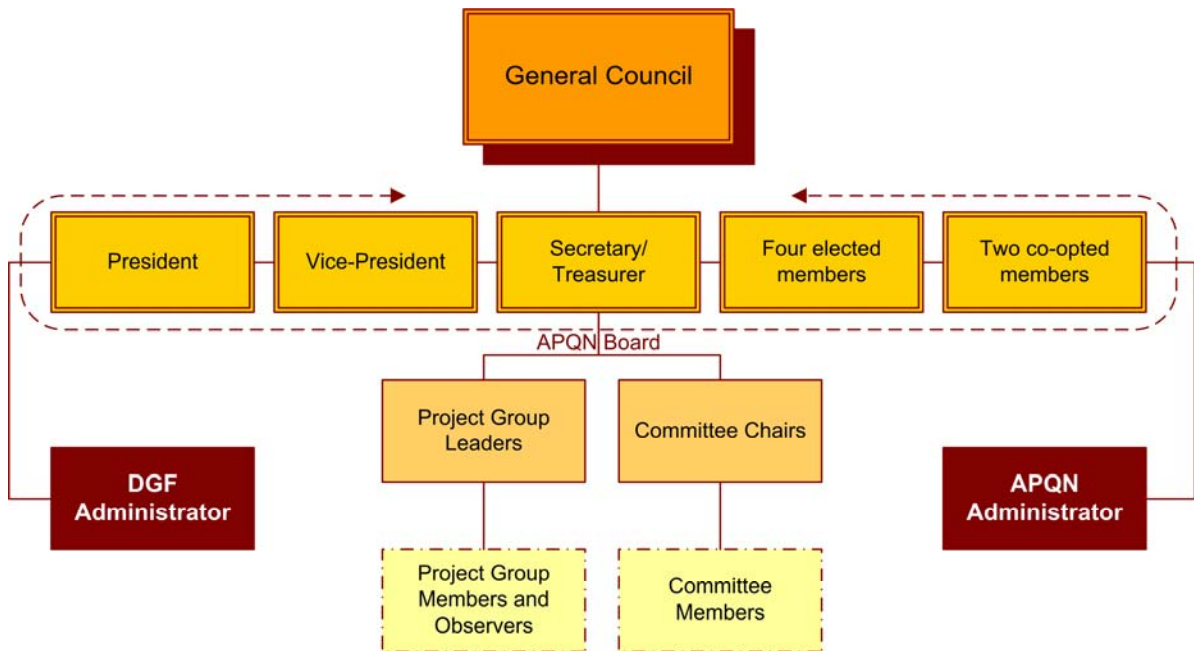 General Council
President
Vice-President
Secretary/
Treasurer
Four elected
members
Two co-opted
members
APQN Board
Project Group
Leaders
Committee Chairs
DGF
Administrator
APQN
Administrator
Project Group
Members and
Observers
Committee
Members